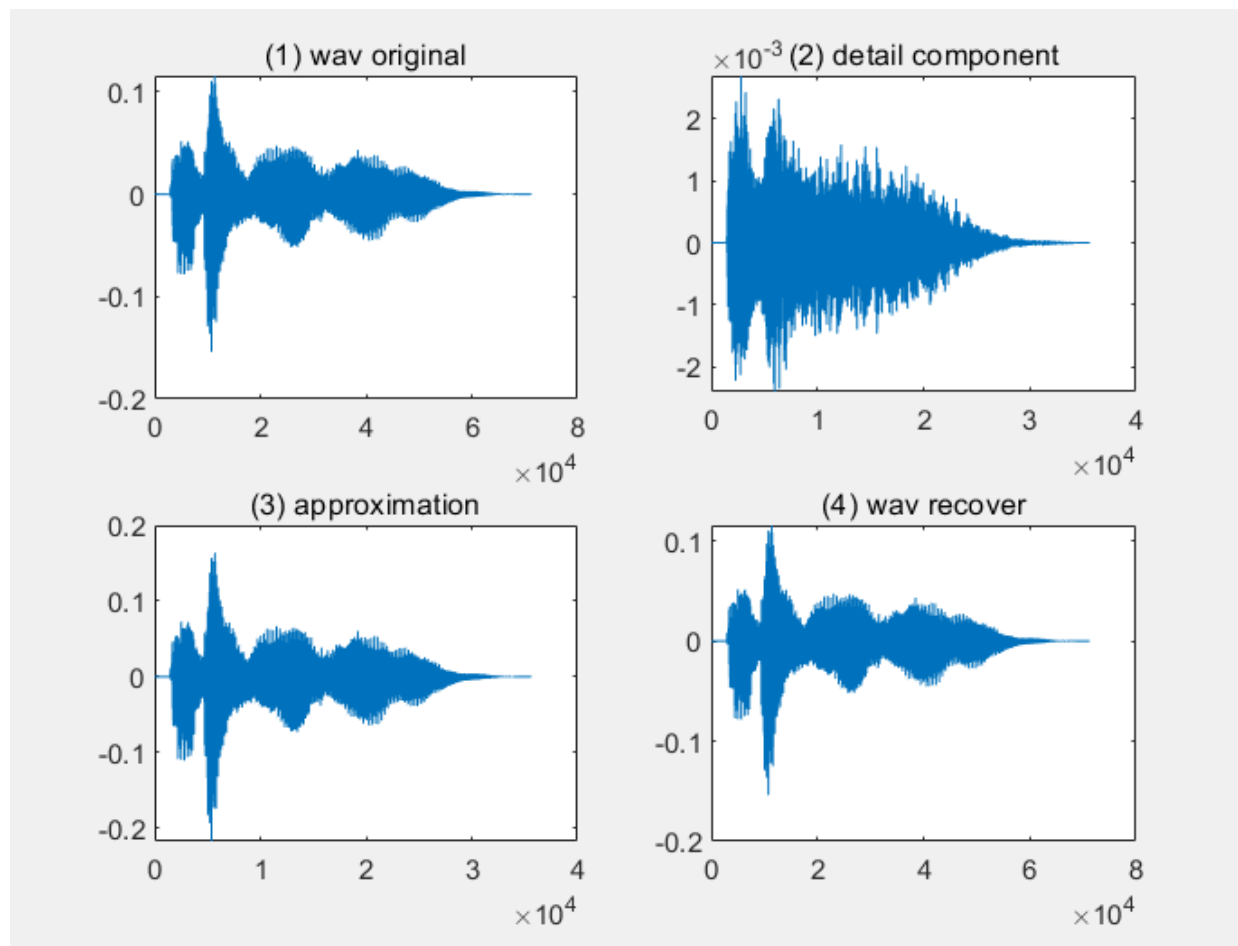 (1) wav original
0.1
0
-0.1
-0.2
0 2 4 6 8
×10^4
×10^-3 (2) detail component
2
1
0
-1
-2
0 1 2 3 4
×10^4
(3) approximation
0.2
0.1
0
-0.1
-0.2
0 1 2 3 4
×10^4
(4) wav recover
0.1
0
-0.1
-0.2
0 2 4 6 8
×10^4